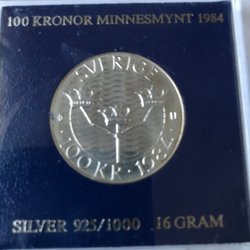 100 KRONOR MINNESMYNT 1984
SVERIGE
100 KR · 1984
SILVER 925/1000 16 GRAM